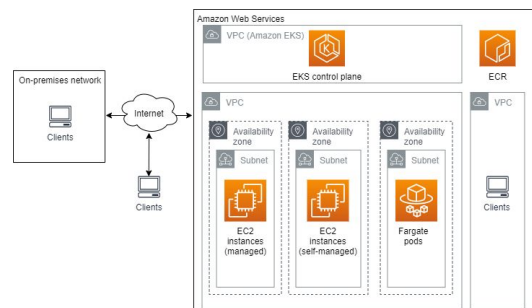 Amazon Web Services
VPC (Amazon EKS)
EKS control plane
ECR
On-premises network
Clients
Internet
Clients
VPC
Availability
zone
Subnet
EC2
instances
(managed)
Availability
zone
Subnet
EC2
instances
(self-managed)
Availability
zone
Subnet
Fargate
pods
VPC
Clients